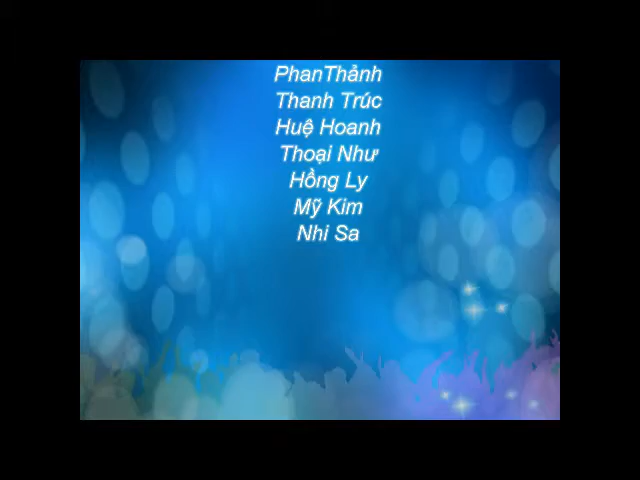 PhanThảnh
Thanh Trúc
Huệ Hoanh
Thoại Như
Hồng Ly
Mỹ Kim
Nhi Sa